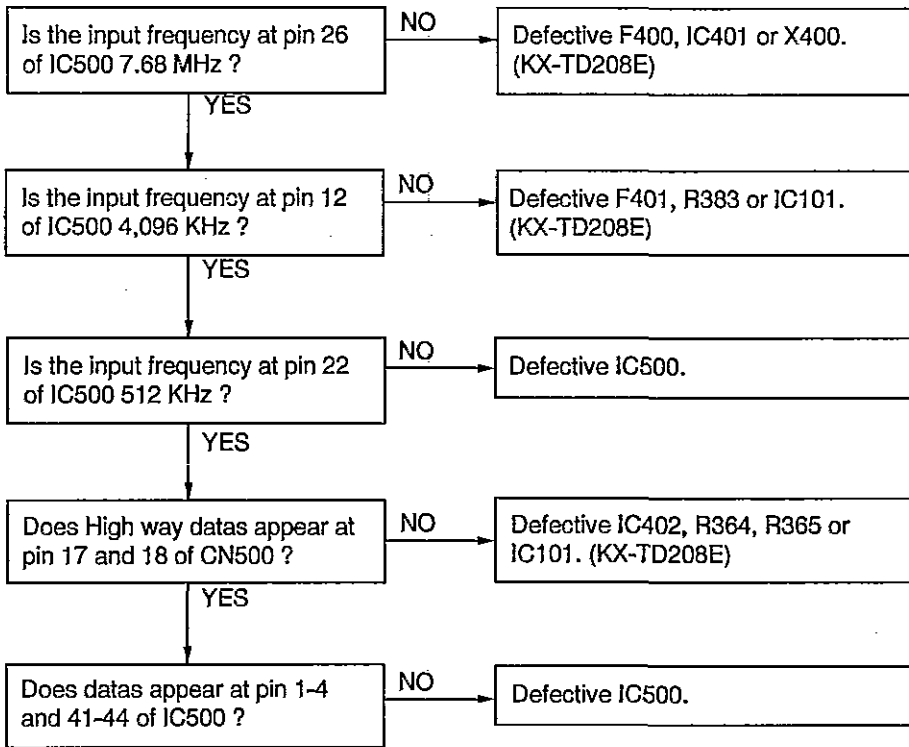 Is the input frequency at pin 26
of IC500 7.68 MHz ?
NO
Defective F400, IC401 or X400.
(KX-TD208E)
YES
Is the input frequency at pin 12
of IC500 4,096 KHz ?
NO
Defective F401, R383 or IC101.
(KX-TD208E)
YES
Is the input frequency at pin 22
of IC500 512 KHz ?
NO
Defective IC500.
YES
Does High way datas appear at
pin 17 and 18 of CN500 ?
NO
Defective IC402, R364, R365 or
IC101. (KX-TD208E)
YES
Does datas appear at pin 1-4
and 41-44 of IC500 ?
NO
Defective IC500.